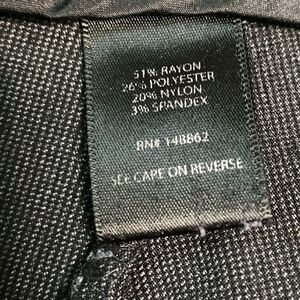 51% RAYON
26% POLYESTER
20% NYLON
3% SPANDEX
RN# 148862
SEE CARE ON REVERSE